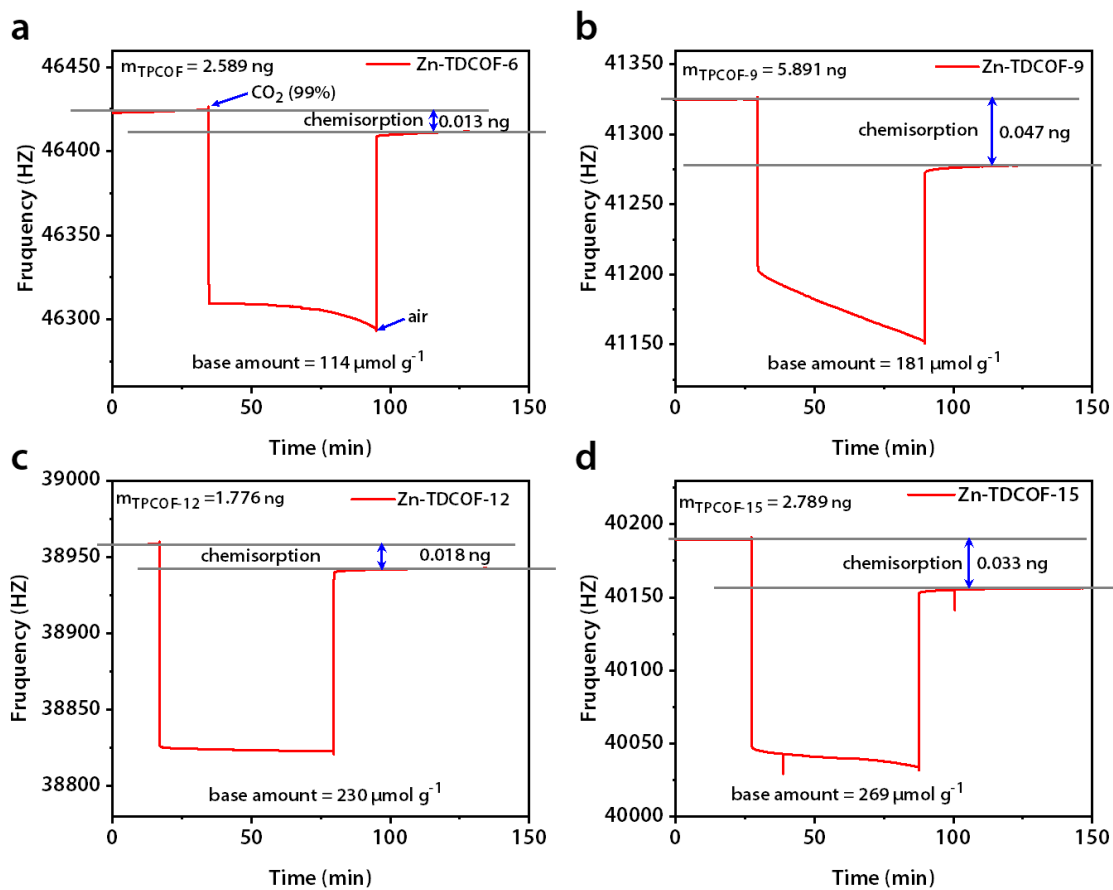 a
46450
46400
46350
46300
Fruquency (HZ)
m_TPCOF = 2.589 ng
Zn-TDCOF-6
CO₂ (99%)
chemisorption
0.013 ng
air
base amount = 114 μmol g⁻¹
0
50
100
150
Time (min)
b
41350
41300
41250
41200
41150
Fruquency (HZ)
m_TPCOF-9 = 5.891 ng
Zn-TDCOF-9
chemisorption
0.047 ng
base amount = 181 μmol g⁻¹
0
50
100
150
Time (min)
c
39000
38950
38900
38850
38800
Fruquency (HZ)
m_TPCOF-12 =1.776 ng
Zn-TDCOF-12
chemisorption
0.018 ng
base amount = 230 μmol g⁻¹
0
50
100
150
Time (min)
d
40200
40150
40100
40050
40000
Fruquency (HZ)
m_TPCOF-15 = 2.789 ng
Zn-TDCOF-15
chemisorption
0.033 ng
base amount = 269 μmol g⁻¹
0
50
100
150
Time (min)